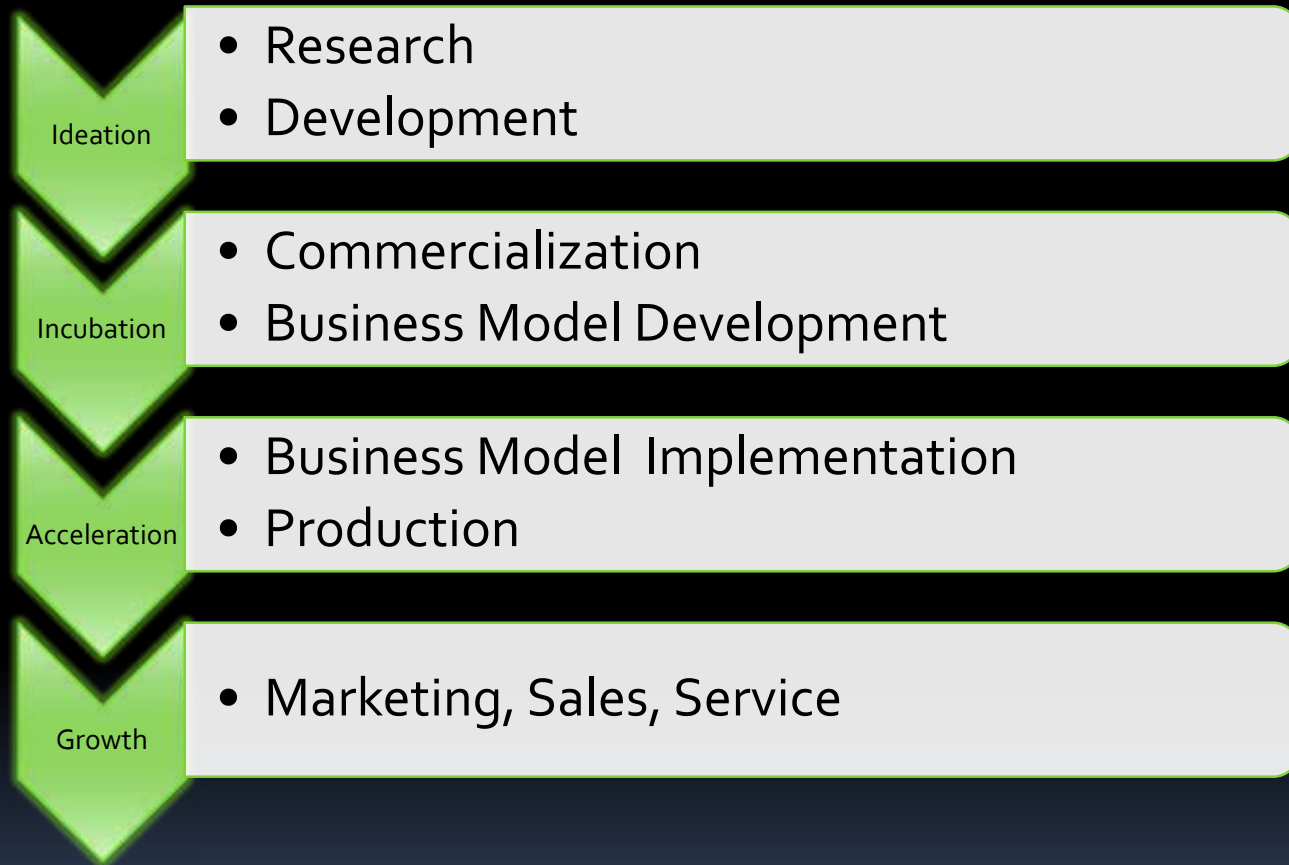 Ideation
• Research
• Development
Incubation
• Commercialization
• Business Model Development
Acceleration
• Business Model  Implementation
• Production
Growth
• Marketing, Sales, Service